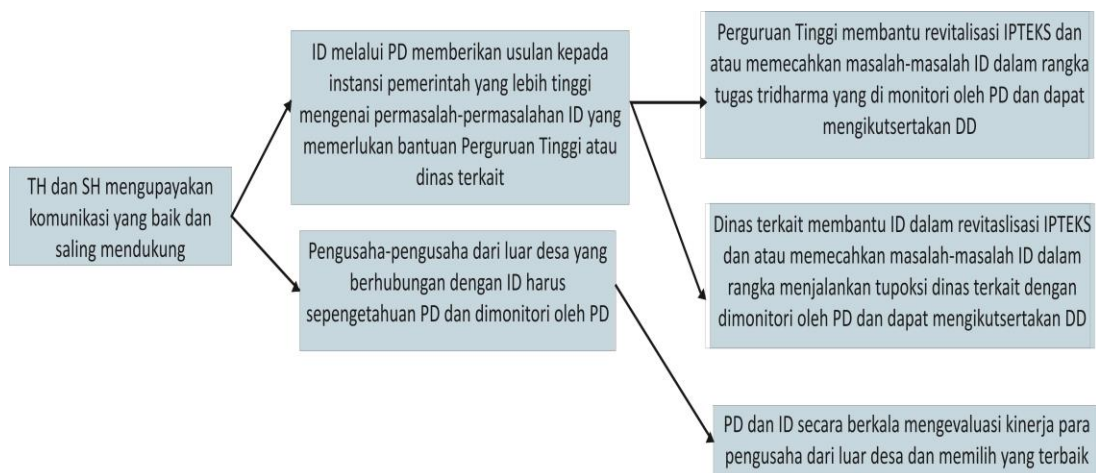 TH dan SH mengupayakan
komunikasi yang baik dan
saling mendukung
ID melalui PD memberikan usulan kepada
instansi pemerintah yang lebih tinggi
mengenai permasalah-permasalahan ID yang
memerlukan bantuan Perguruan Tinggi atau
dinas terkait
Pengusaha-pengusaha dari luar desa yang
berhubungan dengan ID harus
sepengetahuan PD dan dimonitori oleh PD
Perguruan Tinggi membantu revitalisasi IPTEKS dan
atau memecahkan masalah-masalah ID dalam rangka
tugas tridharma yang di monitori oleh PD dan dapat
mengikutsertakan DD
Dinas terkait membantu ID dalam revitaslisasi IPTEKS
dan atau memecahkan masalah-masalah ID dalam
rangka menjalankan tupoksi dinas terkait dengan
dimonitori oleh PD dan dapat mengikutsertakan DD
PD dan ID secara berkala mengevaluasi kinerja para
pengusaha dari luar desa dan memilih yang terbaik